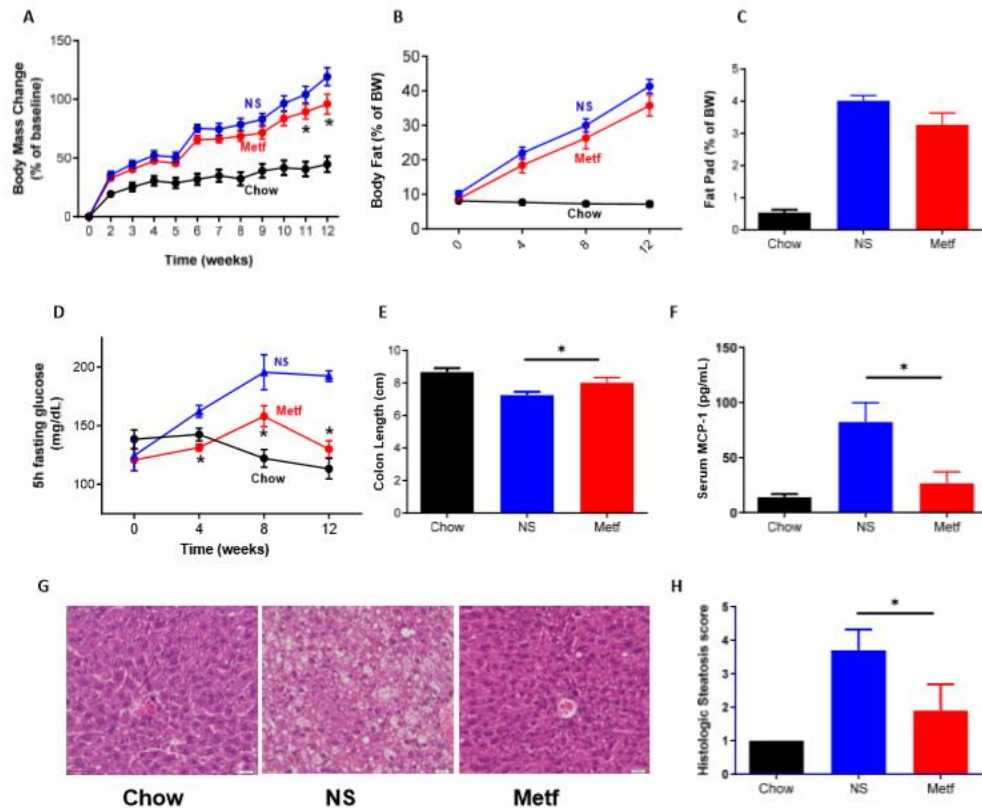 A
Body Mass Change
(% of baseline)
150
100
50
0
NS
Metf
Chow
* *
0 2 3 4 5 6 7 8 9 10 11 12
Time (weeks)
B
Body Fat (% of BW)
50
40
30
20
10
0
NS
Metf
Chow
0 4 8 12
C
Fat Pad (% of BW)
5
4
3
2
1
0
Chow NS Metf
D
5h fasting glucose
(mg/dL)
200
150
100
NS
Metf
Chow
* * *
0 4 8 12
Time (weeks)
E
Colon Length (cm)
10
8
6
4
2
0
*
Chow NS Metf
F
Serum MCP-1 (pg/mL)
150
100
50
0
*
Chow NS Metf
G
Chow NS Metf
H
Histologic Steatosis score
5
4
3
2
1
0
*
Chow NS Metf